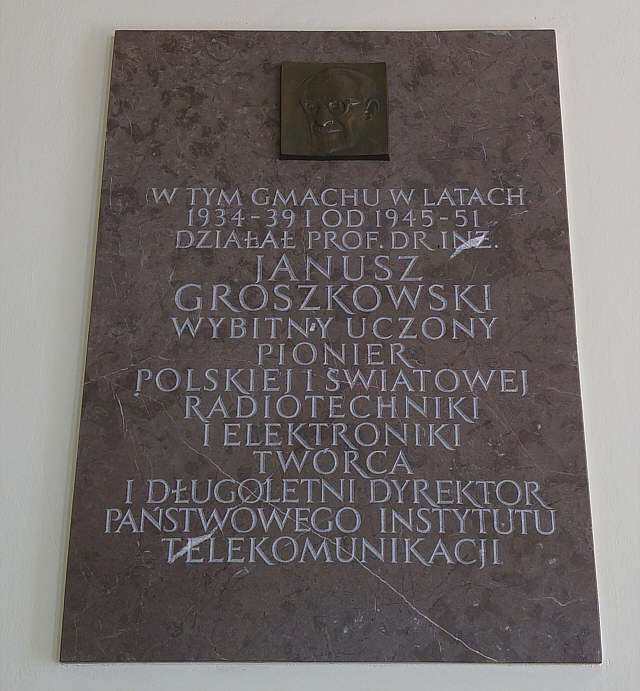 W TYM GMACHU W LATACH
1934-39 I OD 1945-51
DZIAŁAŁ PROF. DR INŻ.
JANUSZ
GROSZKOWSKI
WYBITNY UCZONY
PIONIER
POLSKIEJ I ŚWIATOWEJ
RADIOTECHNIKI
I ELEKTRONIKI
TWÓRCA
I DŁUGOLETNI DYREKTOR
PAŃSTWOWEGO INSTYTUTU
TELEKOMUNIKACJI